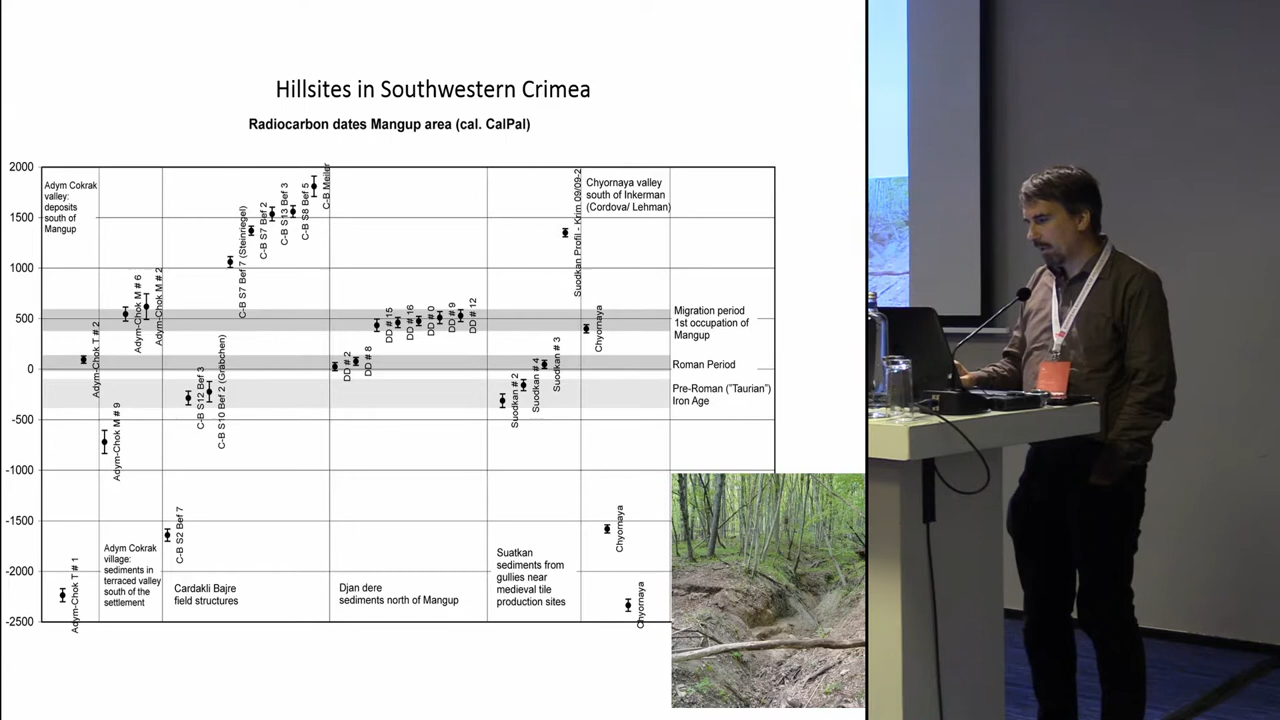 Hillsites in Southwestern Crimea
Radiocarbon dates Mangup area (cal. CalPal)
2000
1500
1000
500
0
-500
-1000
-1500
-2000
-2500
Adym Cokrak
valley:
deposits
south of
Mangup
Adym-Chok T # 1
Adym-Chok T # 2
Adym-Chok M # 9
Adym-Chok M # 6
Adym-Chok M # 2
Adym Cokrak
village:
sediments in
terraced valley
south of the
settlement
C-B S2 Bef 7
C-B S12 Bef 3
C-B S10 Bef 2 (Gräbchen)
C-B S7 Bef 7 (Steinriegel)
C-B S7 Bef 2
C-B S13 Bef 3
C-B S8 Bef 5
C-B Meiler
Cardakli Bajre
field structures
DD # 2
DD # 8
DD # 15
DD # 16
DD # 0
DD # 9
DD # 12
Djan dere
sediments north of Mangup
Suodkan # 2
Suodkan # 4
Suodkan # 3
Suodkan Profil - Krim 09/09-2
Suatkan
sediments from
gullies near
medieval tile
production sites
Chyornaya valley
south of Inkerman
(Cordova/ Lehman)
Chyornaya
Chyornaya
Chyornaya
Migration period
1st occupation of
Mangup
Roman Period
Pre-Roman ("Taurian")
Iron Age